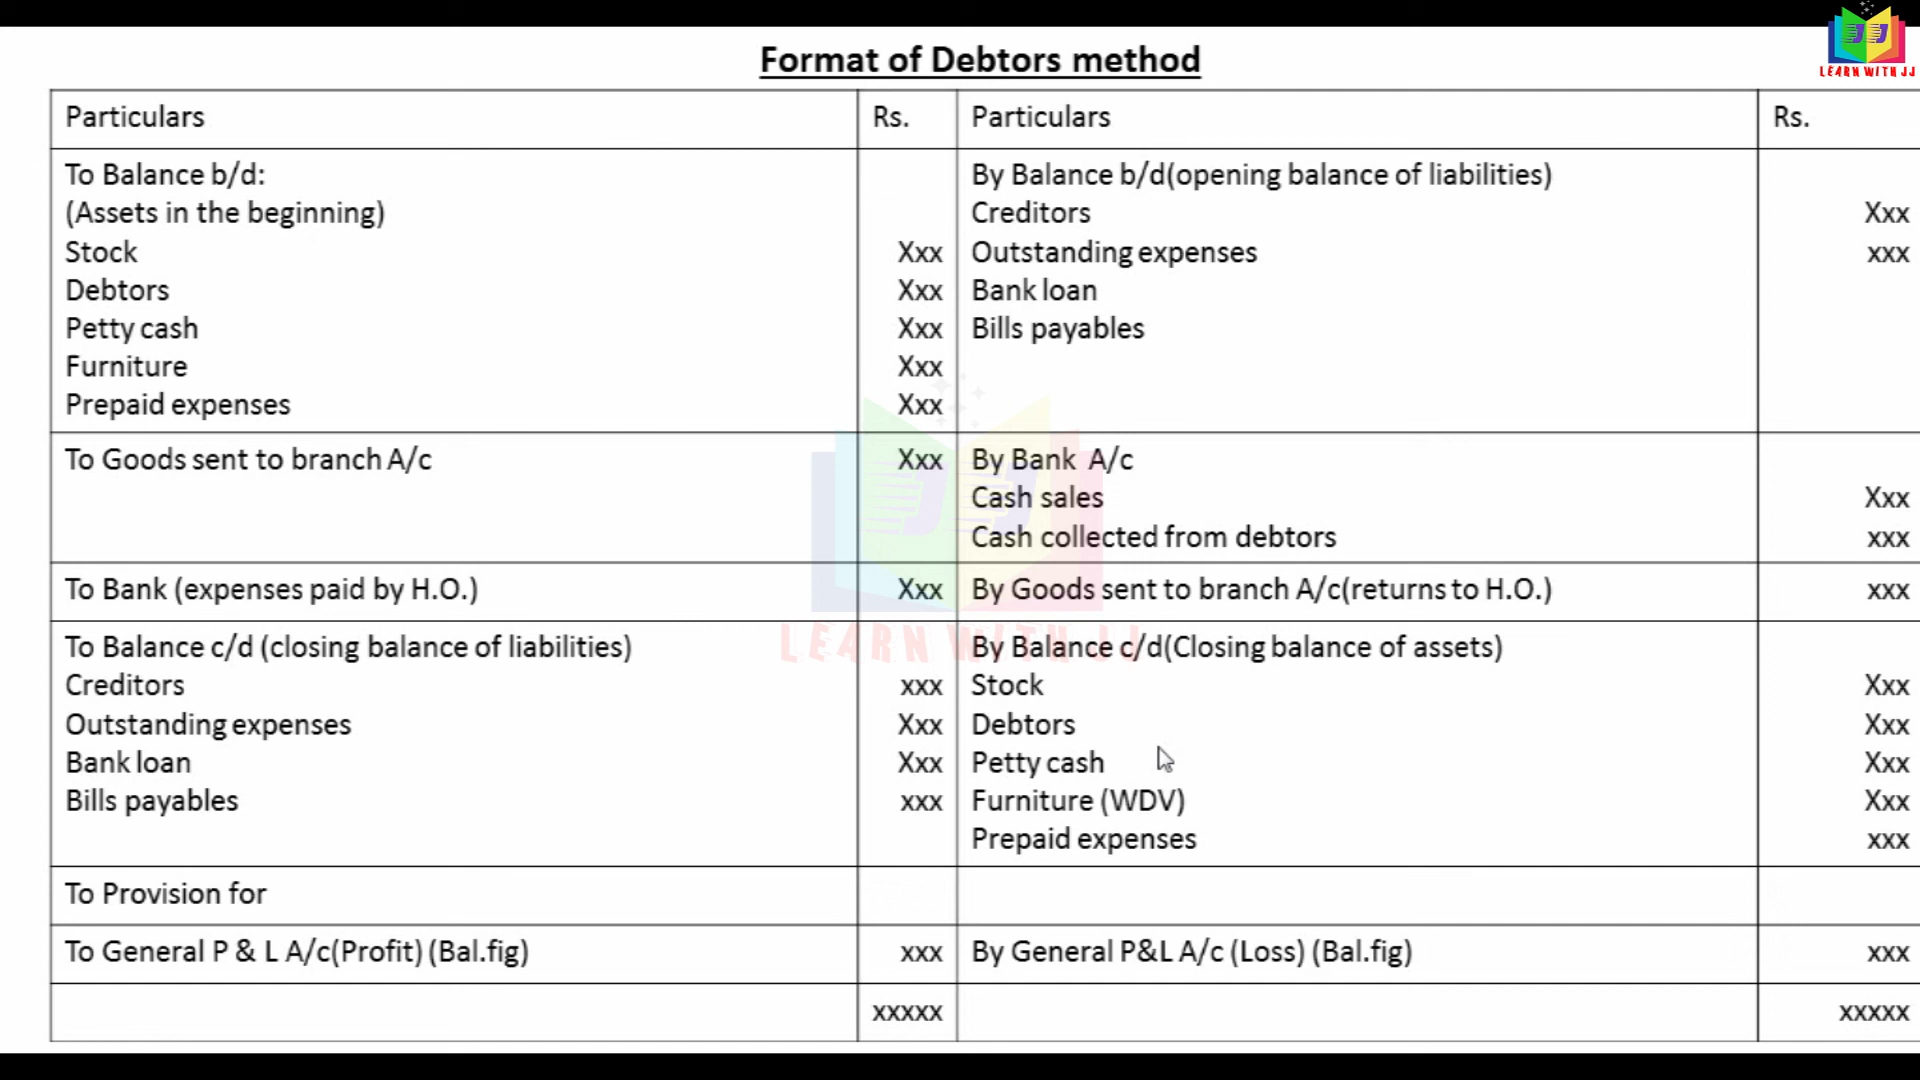 Format of Debtors method
LEARN WITH JJ
Particulars Rs. Particulars Rs.
To Balance b/d: By Balance b/d(opening balance of liabilities)
(Assets in the beginning) Creditors Xxx
Stock Xxx Outstanding expenses xxx
Debtors Xxx Bank loan
Petty cash Xxx Bills payables
Furniture Xxx
Prepaid expenses Xxx
To Goods sent to branch A/c Xxx By Bank A/c
Cash sales Xxx
Cash collected from debtors xxx
To Bank (expenses paid by H.O.) Xxx By Goods sent to branch A/c(returns to H.O.) xxx
LEARN WITH JJ
To Balance c/d (closing balance of liabilities) By Balance c/d(Closing balance of assets)
Creditors xxx Stock Xxx
Outstanding expenses Xxx Debtors Xxx
Bank loan Xxx Petty cash Xxx
Bills payables xxx Furniture (WDV) Xxx
Prepaid expenses xxx
To Provision for
To General P & L A/c(Profit) (Bal.fig) xxx By General P&L A/c (Loss) (Bal.fig) xxx
xxxxx xxxxx